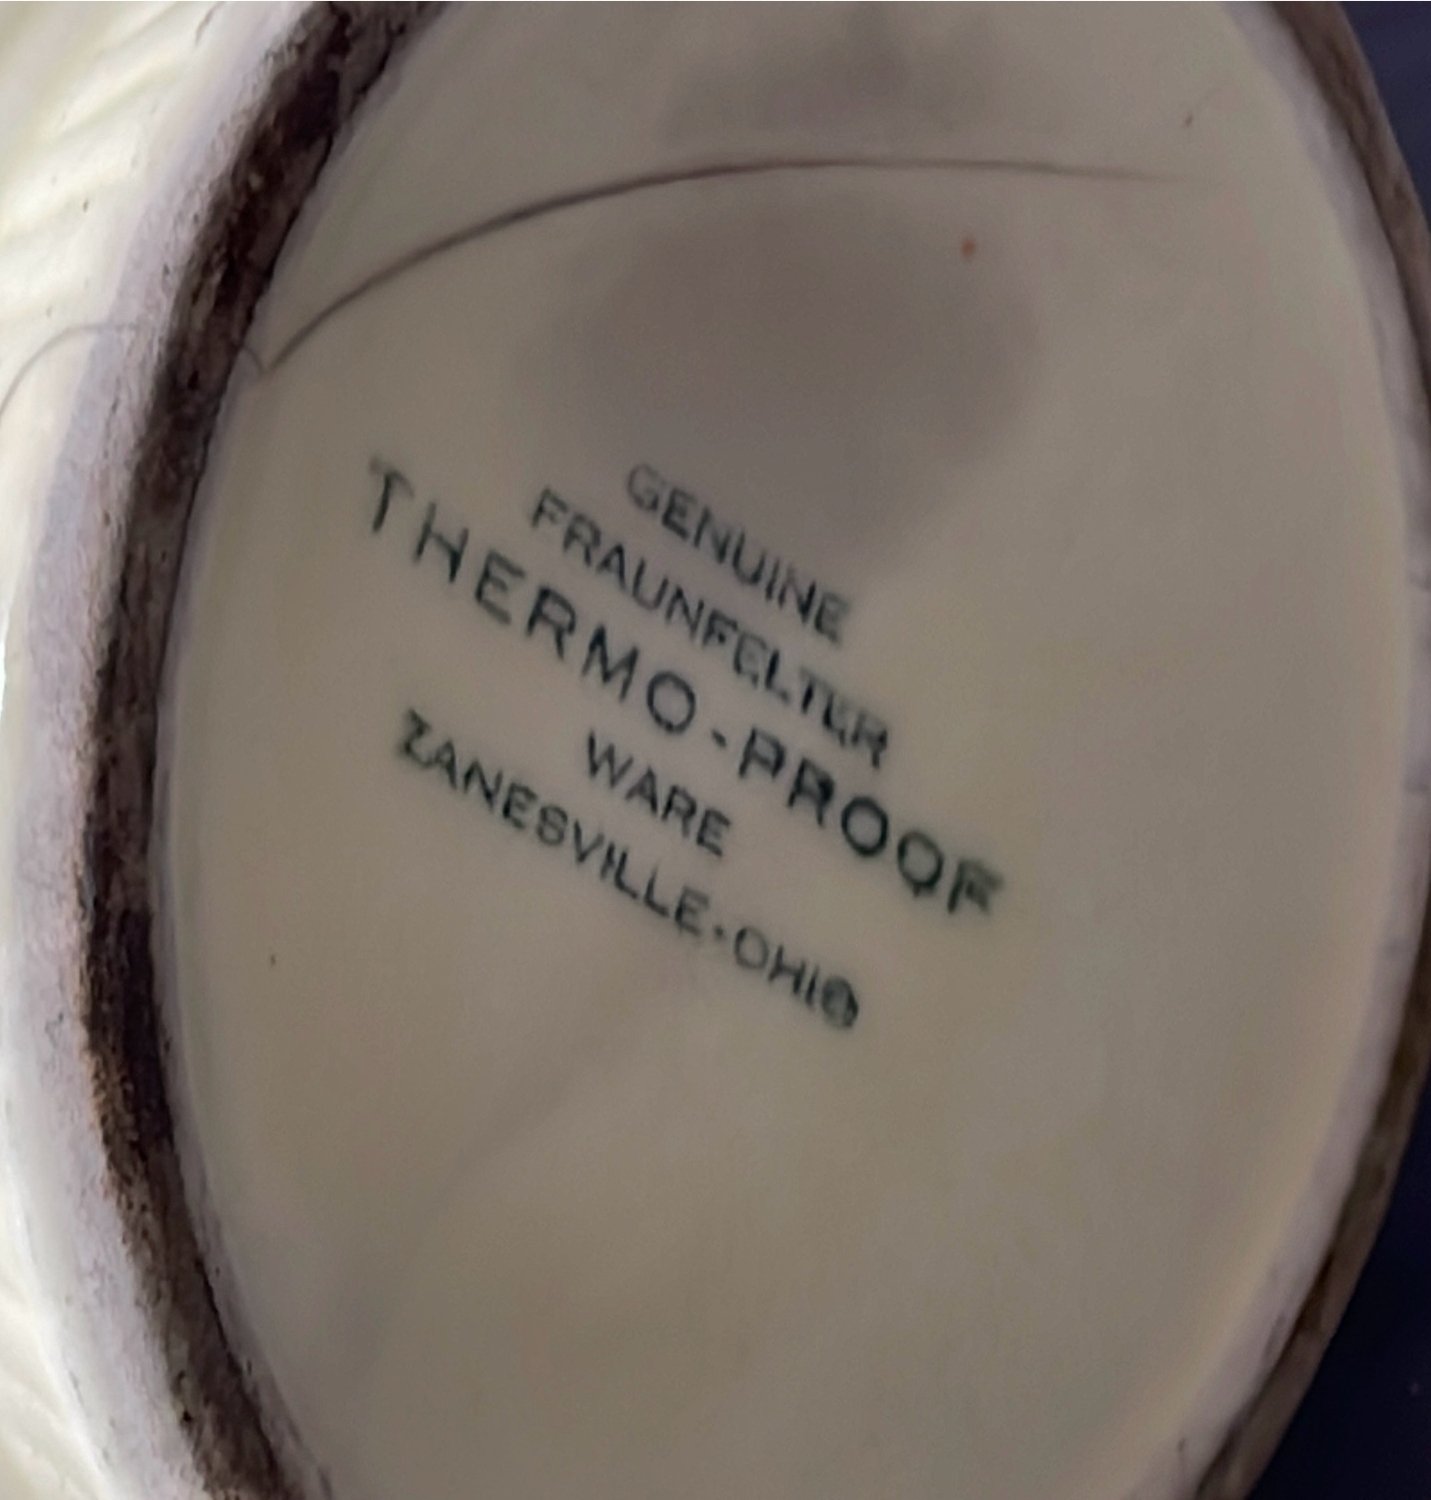 GENUINE
FRAUNFELTER
THERMO-PROOF
WARE
ZANESVILLE·OHIO